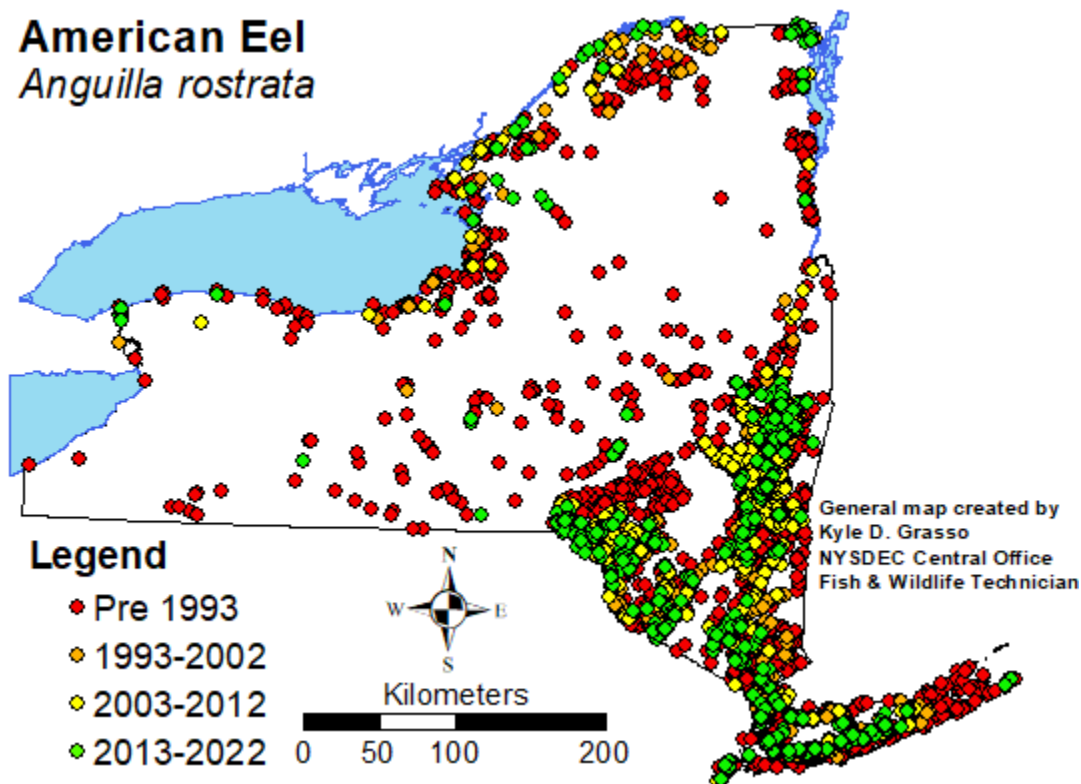 American Eel
Anguilla rostrata
General map created by
Kyle D. Grasso
NYSDEC Central Office
Fish & Wildlife Technician
Legend
Pre 1993
1993-2002
2003-2012
2013-2022
N
W E
S
Kilometers
0 50 100 200